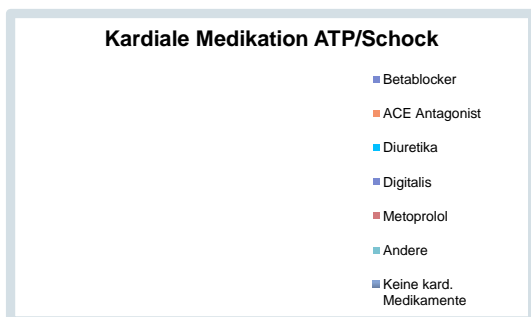 Kardiale Medikation ATP/Schock
Betablocker
ACE Antagonist
Diuretika
Digitalis
Metoprolol
Andere
Keine kard.
Medikamente